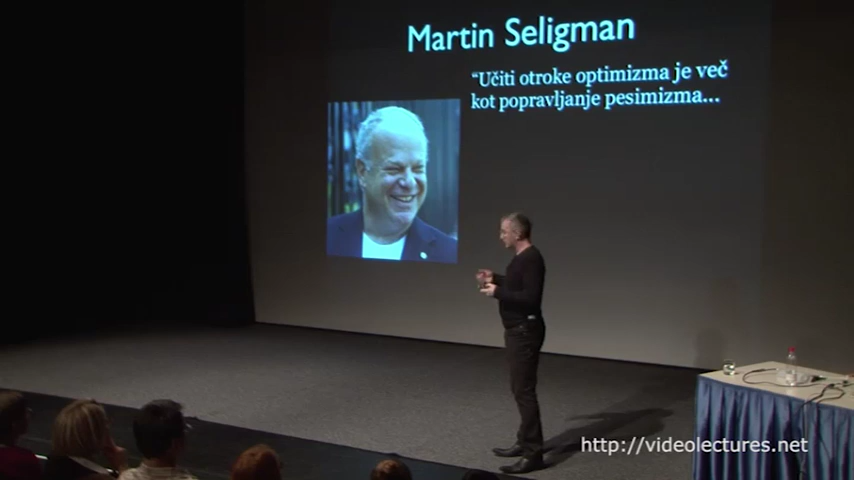 Martin Seligman
“Učiti otroke optimizma je več
kot popravljanje pesimizma...
http://videolectures.net